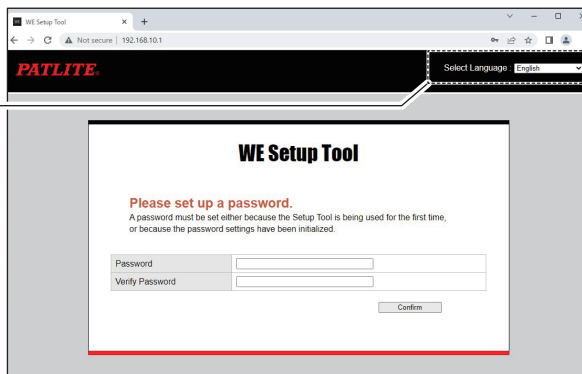 WE Setup Tool
Not secure | 192.168.10.1
PATLITE®
Select Language : English
WE Setup Tool
Please set up a password.
A password must be set either because the Setup Tool is being used for the first time,
or because the password settings have been initialized.
Password
Verify Password
Confirm